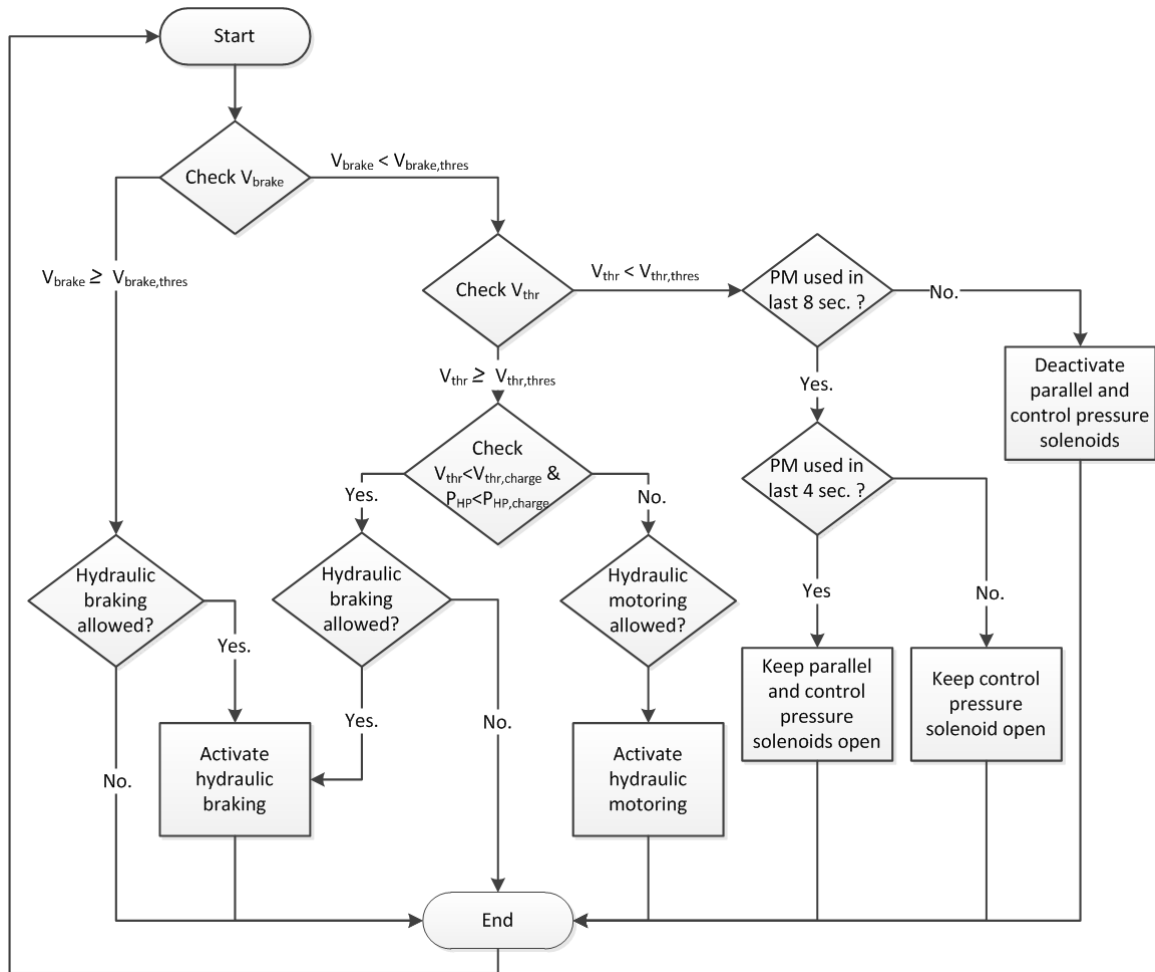 Start
Check V_brake
V_brake < V_brake,thres
V_brake ≥ V_brake,thres
Check V_thr
V_thr < V_thr,thres
PM used in
last 8 sec. ?
No.
Deactivate
parallel and
control pressure
solenoids
V_thr ≥ V_thr,thres
Yes.
Check
V_thr<V_thr,charge &
P_HP<P_HP,charge
Yes.
No.
PM used in
last 4 sec. ?
Hydraulic
braking
allowed?
Yes.
Hydraulic
braking
allowed?
Hydraulic
motoring
allowed?
Yes
No.
Keep parallel
and control
pressure
solenoids open
Keep control
pressure
solenoid open
Yes.
No.
No.
Activate
hydraulic
braking
Activate
hydraulic
motoring
End